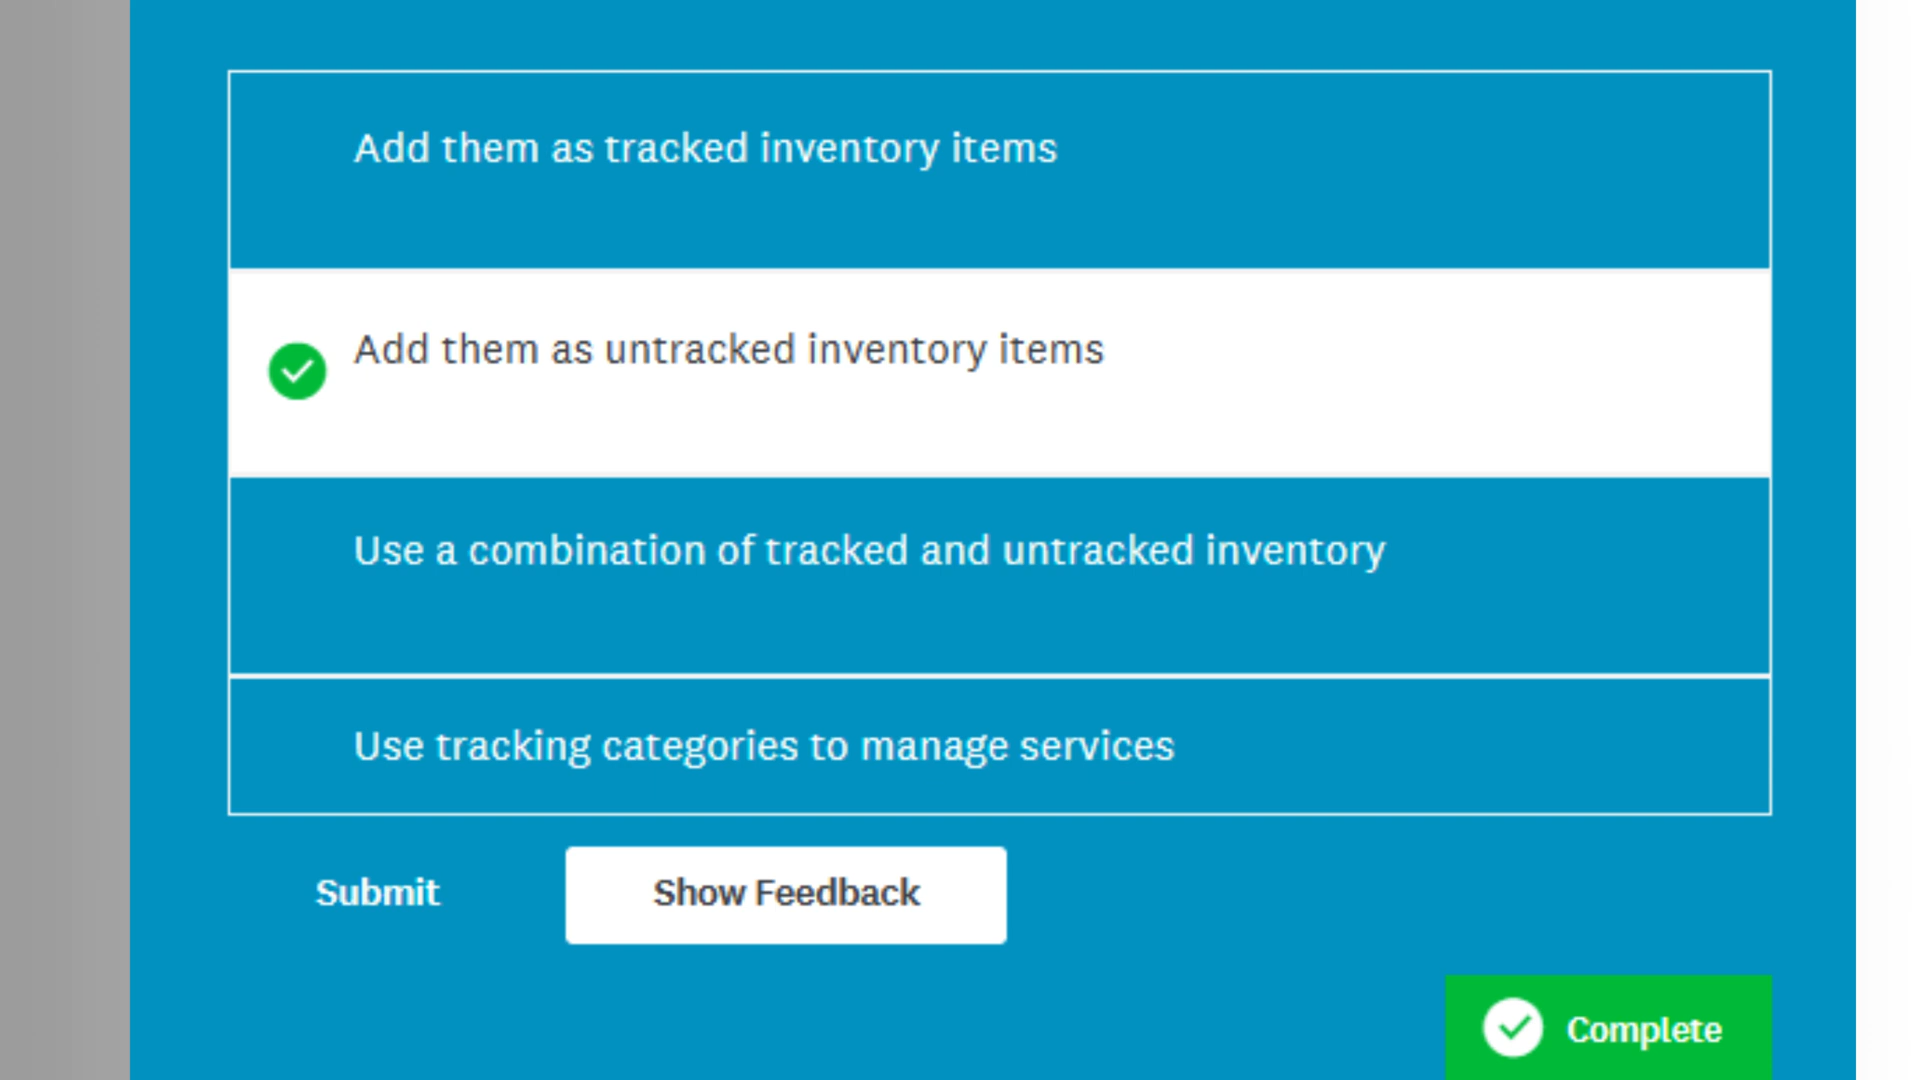 Add them as tracked inventory items
Add them as untracked inventory items
Use a combination of tracked and untracked inventory
Use tracking categories to manage services
Submit
Show Feedback
Complete